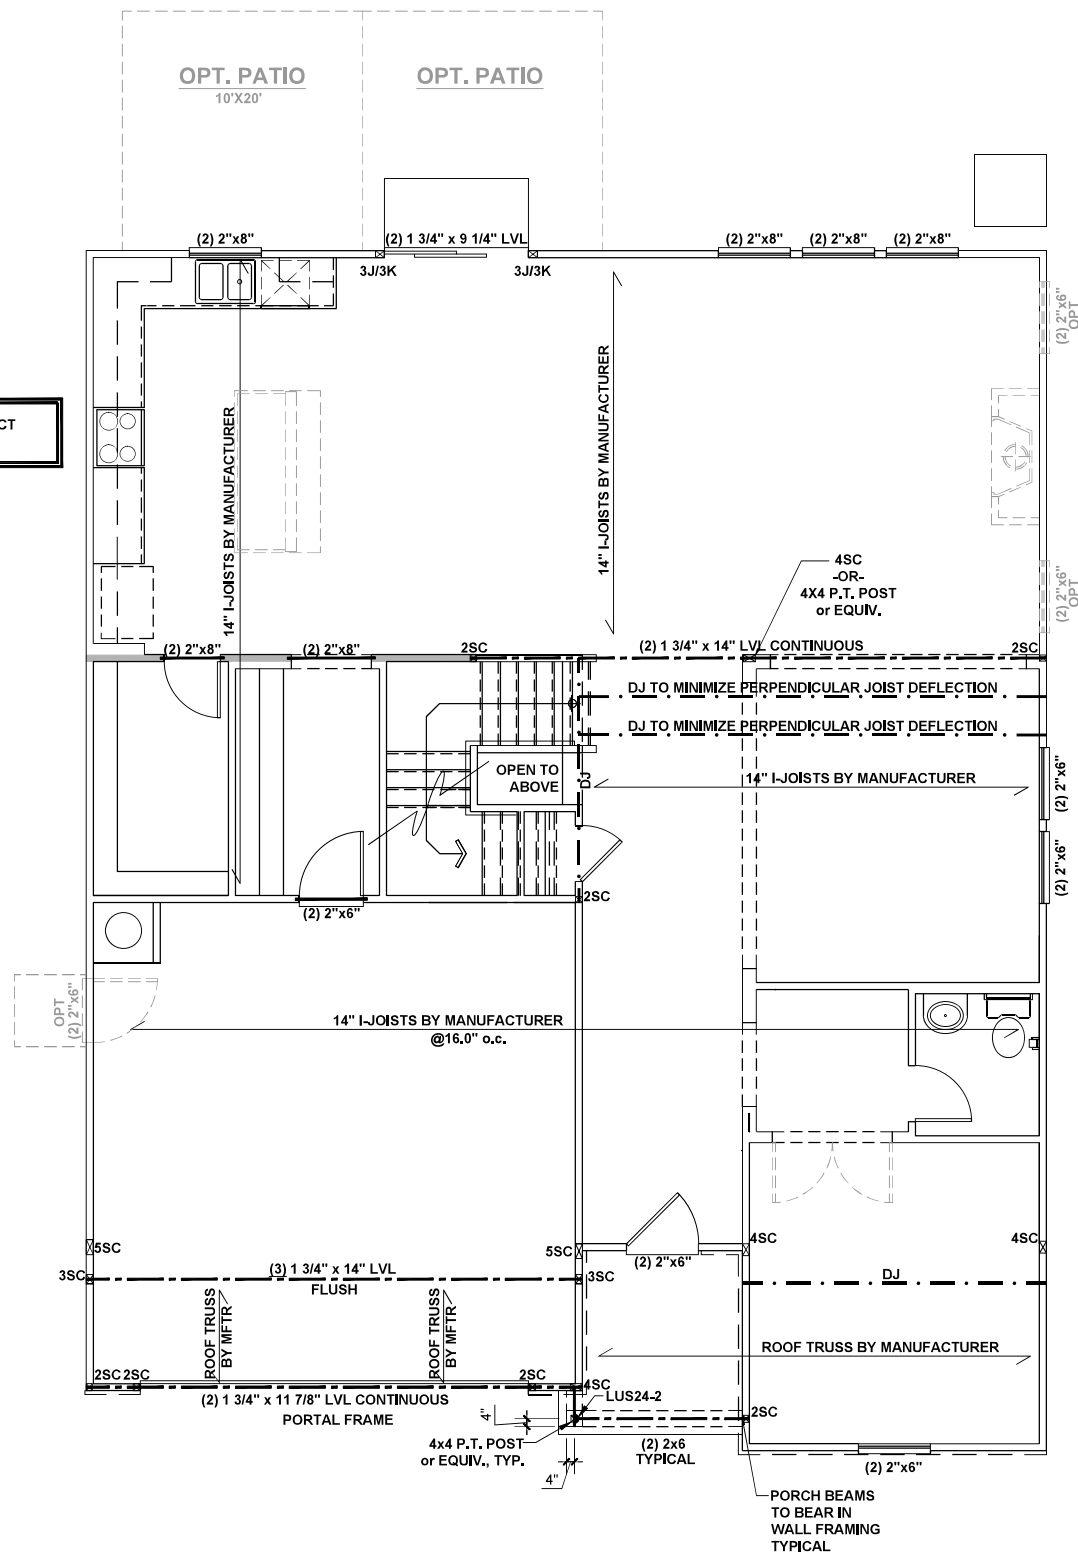 OPT. PATIO
10'X20'
OPT. PATIO
(2) 2"x8"
(2) 1 3/4" x 9 1/4" LVL
(2) 2"x8"
(2) 2"x8"
(2) 2"x8"
3J/3K
3J/3K
(2) 2"x6"
OPT
14" I-JOISTS BY MANUFACTURER
14" I-JOISTS BY MANUFACTURER
CT
4SC
-OR-
4X4 P.T. POST
or EQUIV.
(2) 2"x6"
OPT
(2) 2"x8"
(2) 2"x8"
2SC
(2) 1 3/4" x 14" LVL CONTINUOUS
2SC
DJ TO MINIMIZE PERPENDICULAR JOIST DEFLECTION
DJ TO MINIMIZE PERPENDICULAR JOIST DEFLECTION
OPEN TO
ABOVE
DJ
14" I-JOISTS BY MANUFACTURER
(2) 2"x6"
(2) 2"x6"
2SC
(2) 2"x6"
OPT
(2) 2"x6"
14" I-JOISTS BY MANUFACTURER
@16.0" o.c.
5SC
5SC
4SC
4SC
(2) 2"x6"
3SC
(3) 1 3/4" x 14" LVL
FLUSH
3SC
DJ
ROOF TRUSS
BY MFTR
ROOF TRUSS
BY MFTR
ROOF TRUSS BY MANUFACTURER
2SC
2SC
2SC
4SC
(2) 1 3/4" x 11 7/8" LVL CONTINUOUS
PORTAL FRAME
LUS24-2
2SC
4"
4x4 P.T. POST
or EQUIV., TYP.
4"
(2) 2x6
TYPICAL
(2) 2"x6"
PORCH BEAMS
TO BEAR IN
WALL FRAMING
TYPICAL